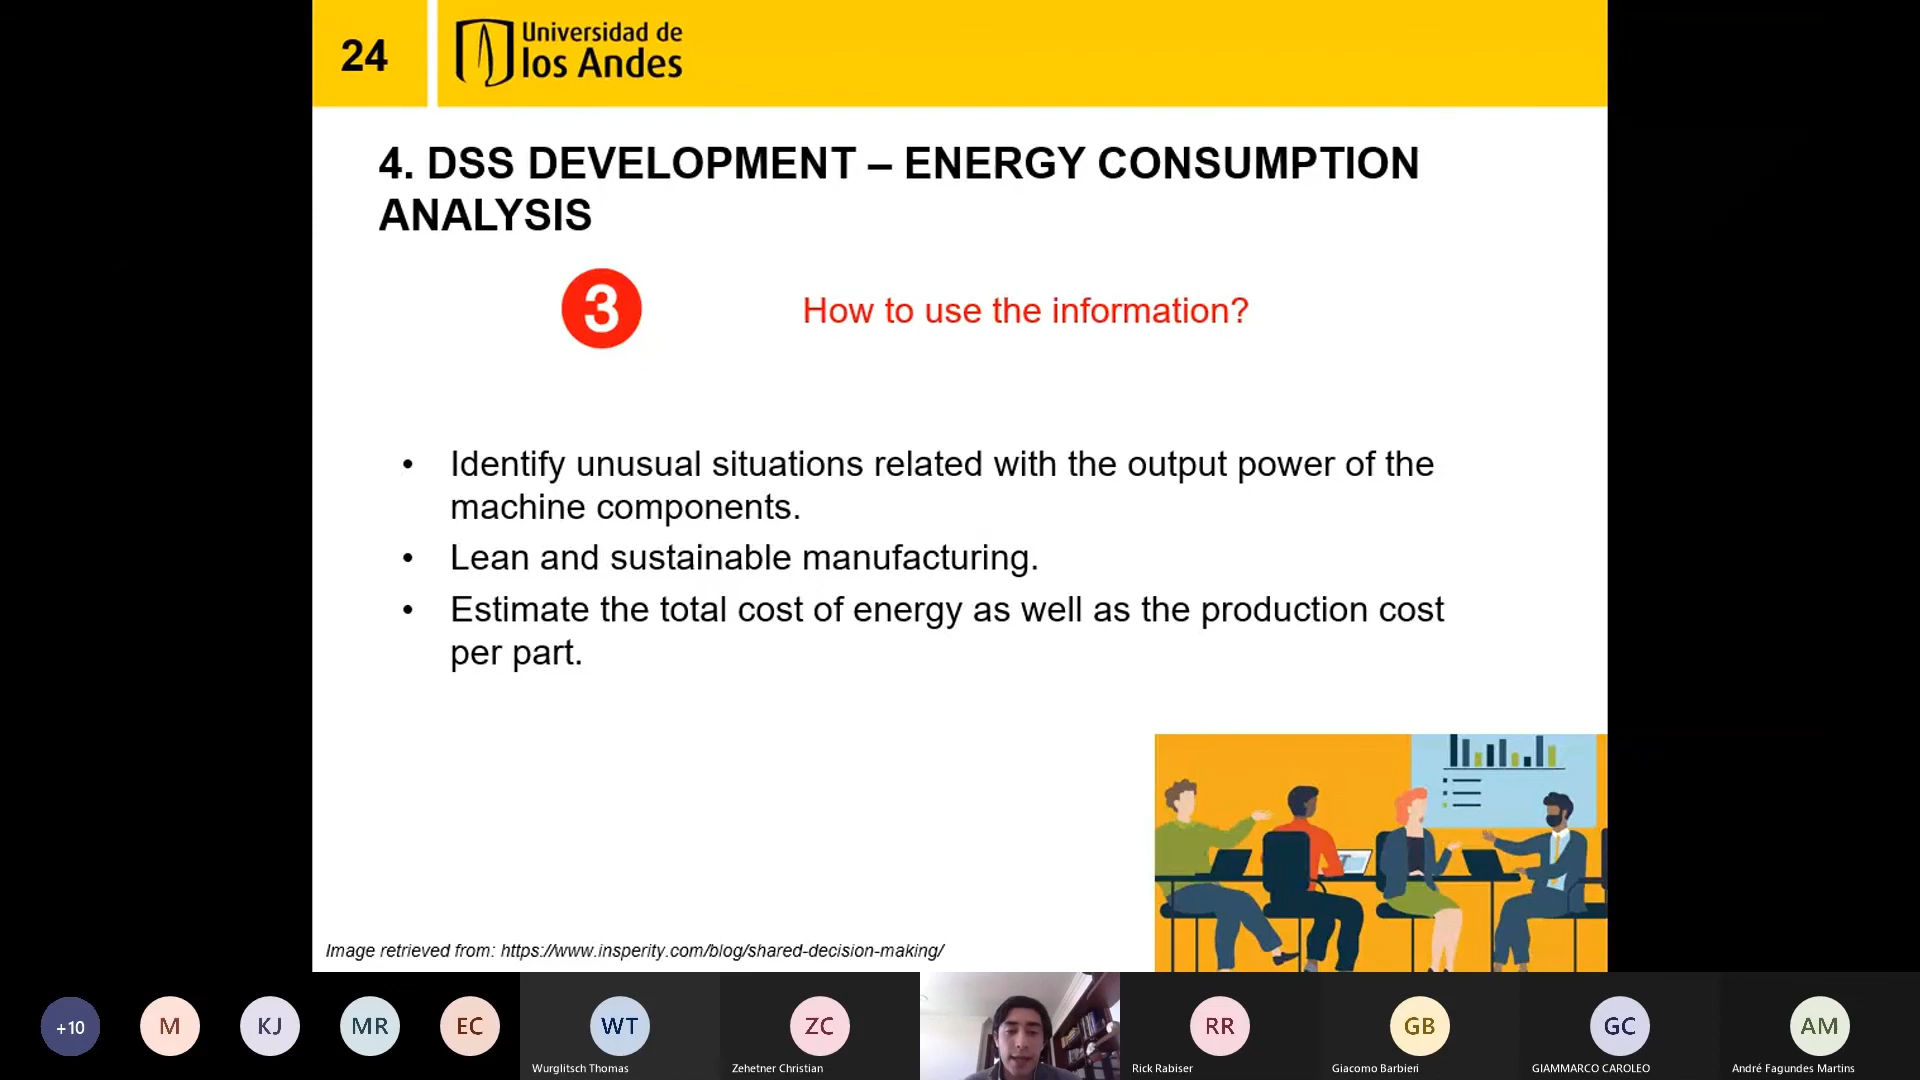 24
Universidad de
los Andes
4. DSS DEVELOPMENT – ENERGY CONSUMPTION
ANALYSIS
3
How to use the information?
• Identify unusual situations related with the output power of the
machine components.
• Lean and sustainable manufacturing.
• Estimate the total cost of energy as well as the production cost
per part.
Image retrieved from: https://www.insperity.com/blog/shared-decision-making/
+10
M
KJ
MR
EC
WT
ZC
RR
GB
GC
AM
Wurglitsch Thomas
Zehetner Christian
Rick Rabiser
Giacomo Barbieri
GIAMMARCO CAROLEO
André Fagundes Martins